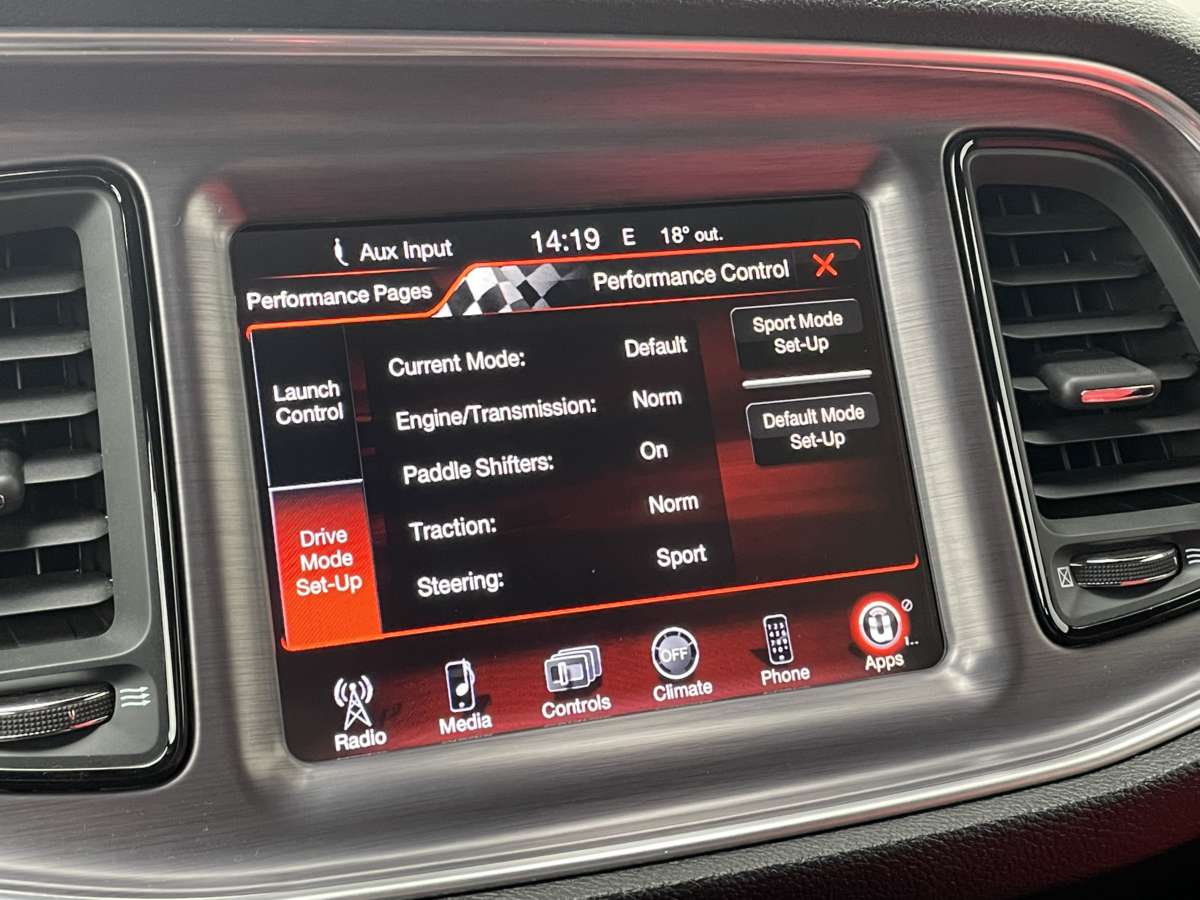 Aux Input 14:19 E 18° out.
Performance Pages
Performance Control
Launch
Control
Drive
Mode
Set-Up
Current Mode: Default
Engine/Transmission: Norm
Paddle Shifters: On
Traction: Norm
Steering: Sport
Sport Mode
Set-Up
Default Mode
Set-Up
OFF
Radio
Media
Controls
Climate
Phone
Apps